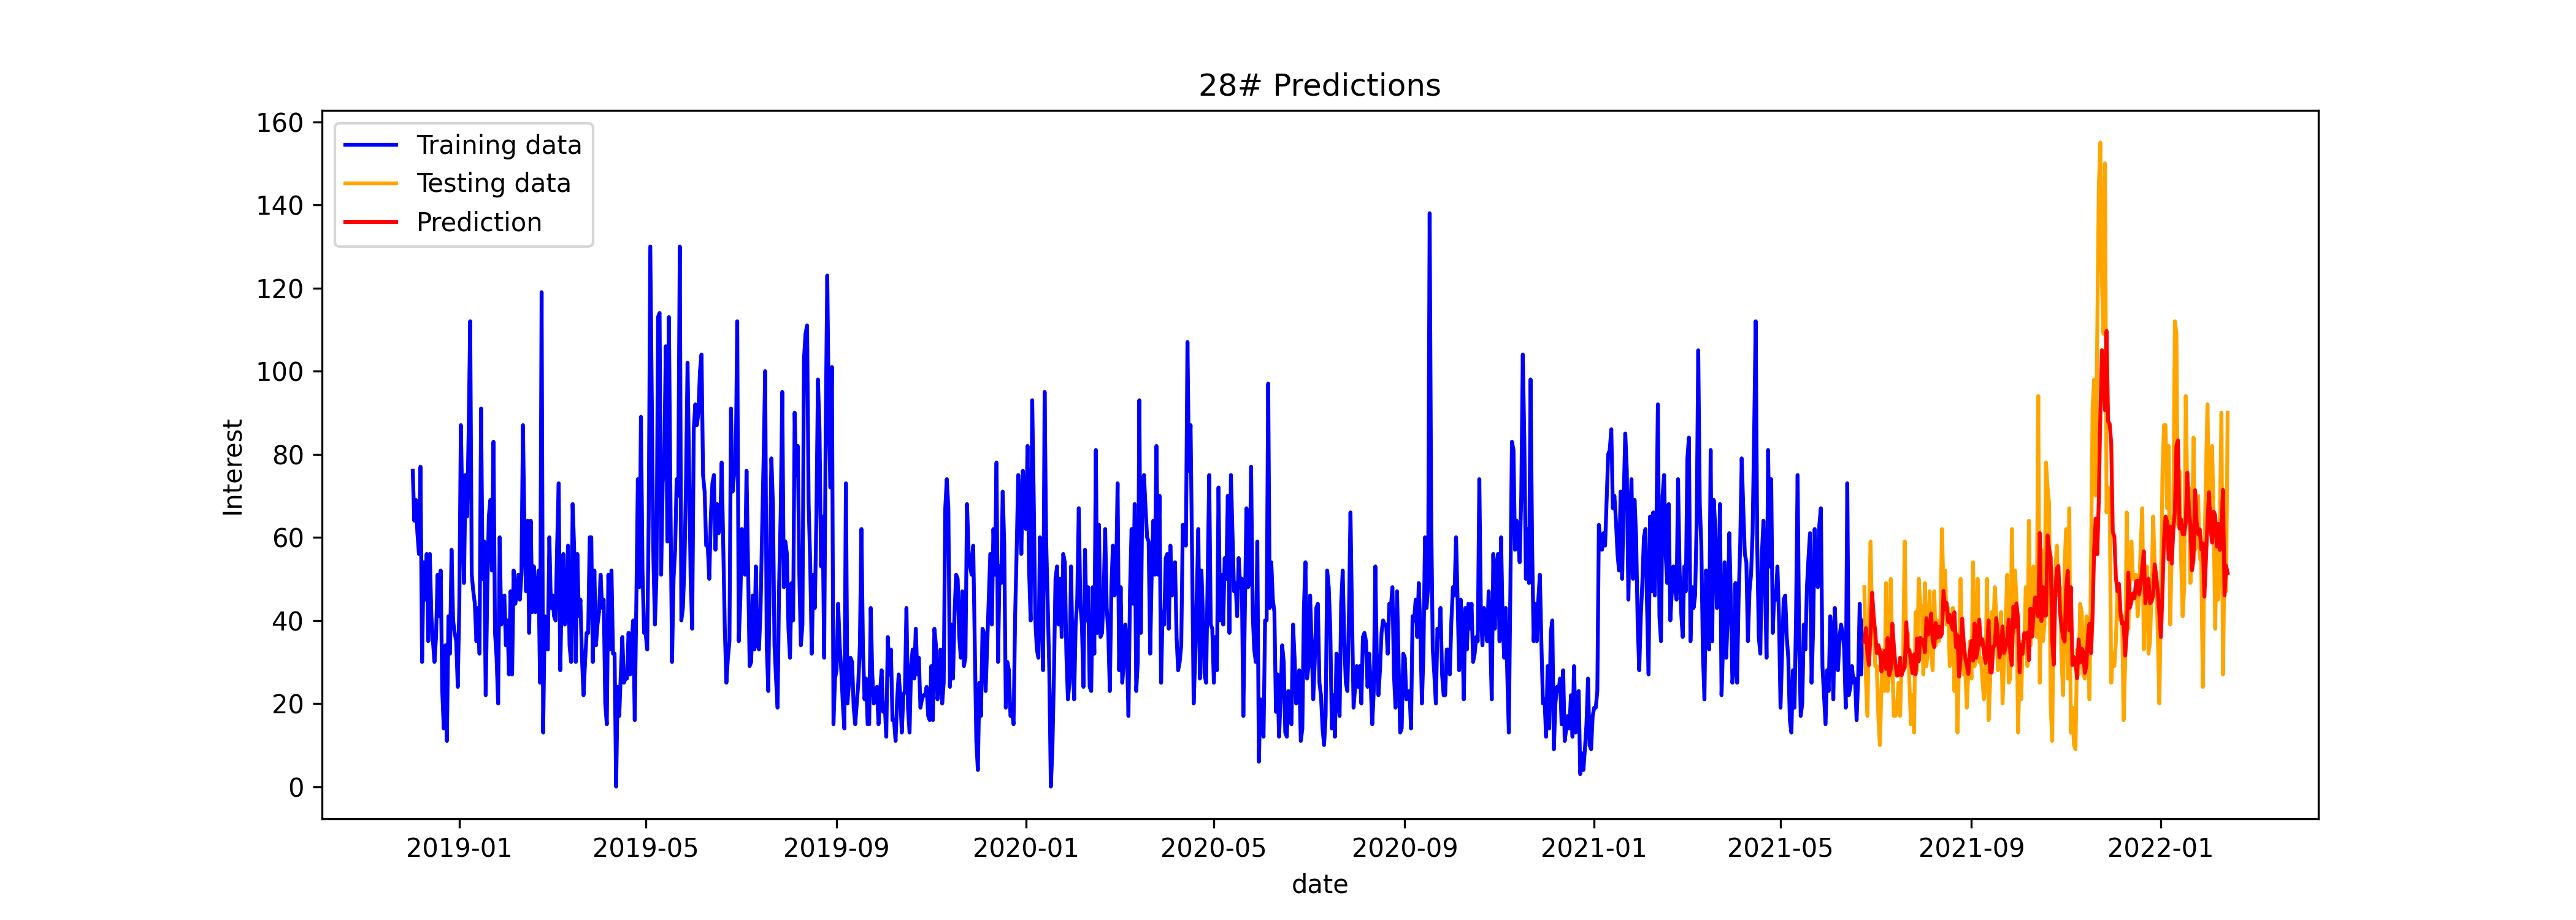 28# Predictions
160
140
120
100
80
60
40
20
0
Interest
Training data
Testing data
Prediction
2019-01 2019-05 2019-09 2020-01 2020-05 2020-09 2021-01 2021-05 2021-09 2022-01
date